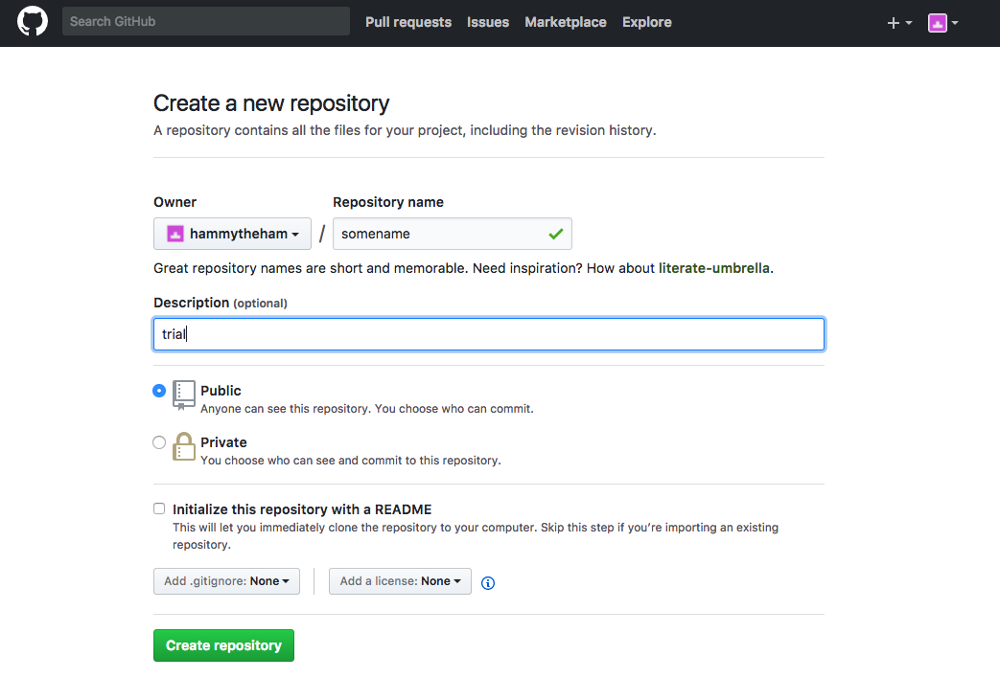 Search GitHub Pull requests Issues Marketplace Explore
Create a new repository
A repository contains all the files for your project, including the revision history.
Owner Repository name
hammytheham / somename
Great repository names are short and memorable. Need inspiration? How about literate-umbrella.
Description (optional)
trial
Public
Anyone can see this repository. You choose who can commit.
Private
You choose who can see and commit to this repository.
Initialize this repository with a README
This will let you immediately clone the repository to your computer. Skip this step if you’re importing an existing
repository.
Add .gitignore: None Add a license: None
Create repository